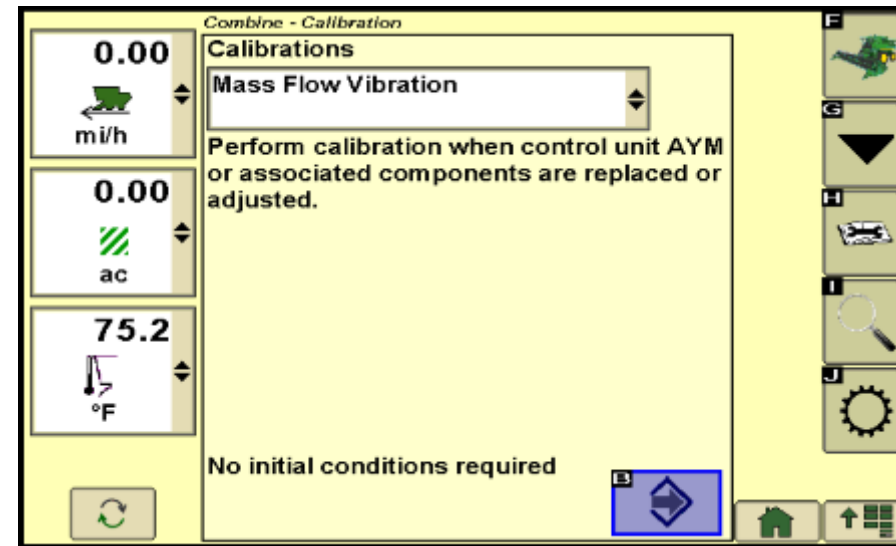 Combine - Calibration
0.00
mi/h
0.00
ac
75.2
°F
Calibrations
Mass Flow Vibration
Perform calibration when control unit AYM
or associated components are replaced or
adjusted.
No initial conditions required
B
F
G
H
I
J